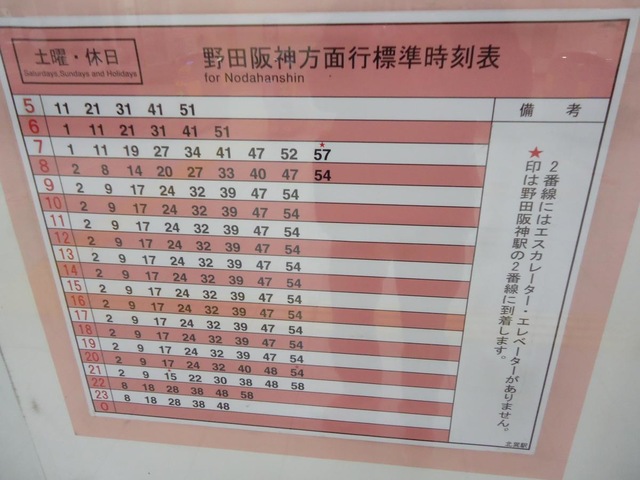 土曜・休日
Saturdays,Sundays and Holidays
野田阪神方面行標準時刻表
for Nodahanshin
備 考
5 11 21 31 41 51
6 1 11 21 31 41 51
★
7 1 11 19 27 34 41 47 52 57
8 2 8 14 20 27 33 40 47 54
9 2 9 17 24 32 39 47 54
10 2 9 17 24 32 39 47 54
11 2 9 17 24 32 39 47 54
12 2 9 17 24 32 39 47 54
13 2 9 17 24 32 39 47 54
14 2 9 17 24 32 39 47 54
15 2 9 17 24 32 39 47 54
16 2 9 17 24 32 39 47 54
17 2 9 17 24 32 39 47 54
18 2 9 17 24 32 39 47 54
19 2 9 17 24 32 39 47 54
20 2 9 17 24 32 40 48 54
21 2 9 15 22 30 38 48 58
22 8 18 28 38 48 58
23 8 18 28 38 48
0
★印は野田阪神駅の2番線に到着します。
2番線にはエスカレーター・エレベーターがありません。
北巽駅